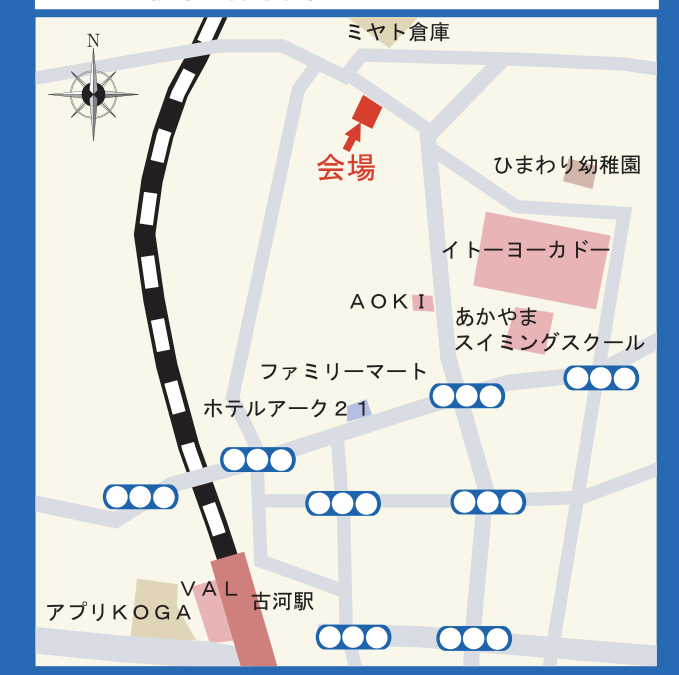 ミヤト倉庫
N
会場
ひまわり幼稚園
イトーヨーカドー
AOKI
あかやま
スイミングスクール
ファミリーマート
ホテルアーク21
VAL
古河駅
アプリKOGA